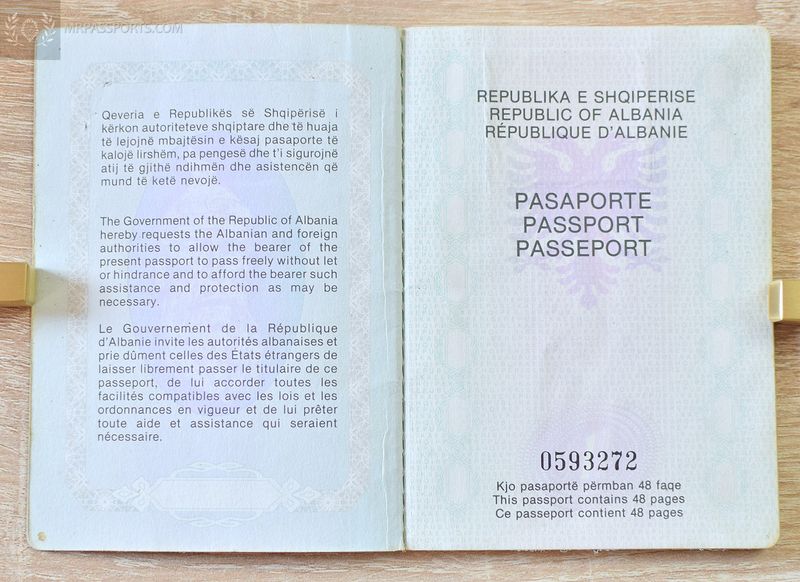 MRPASSPORTS.COM
Qeveria e Republikës së Shqipërisë i
kërkon autoriteteve shqiptare dhe të huaja
të lejojnë mbajtësin e kësaj pasaporte të
kalojë lirshëm, pa pengesë dhe t'i sigurojnë
atij të gjithë ndihmën dhe asistencën që
mund të ketë nevojë.
The Government of the Republic of Albania
hereby requests the Albanian and foreign
authorities to allow the bearer of the
present passport to pass freely without let
or hindrance and to afford the bearer such
assistance and protection as may be
necessary.
Le Gouvernement de la République
d'Albanie invite les autorités albanaises et
prie dûment celles des États étrangers de
laisser librement passer le titulaire de ce
passeport, de lui accorder toutes les
facilités compatibles avec les lois et les
ordonnances en vigueur et de lui prêter
toute aide et assistance qui seraient
nécessaire.
REPUBLIKA E SHQIPERISE
REPUBLIC OF ALBANIA
RÉPUBLIQUE D'ALBANIE
PASAPORTE
PASSPORT
PASSEPORT
0593272
Kjo pasaportë përmban 48 faqe
This passport contains 48 pages
Ce passeport contient 48 pages